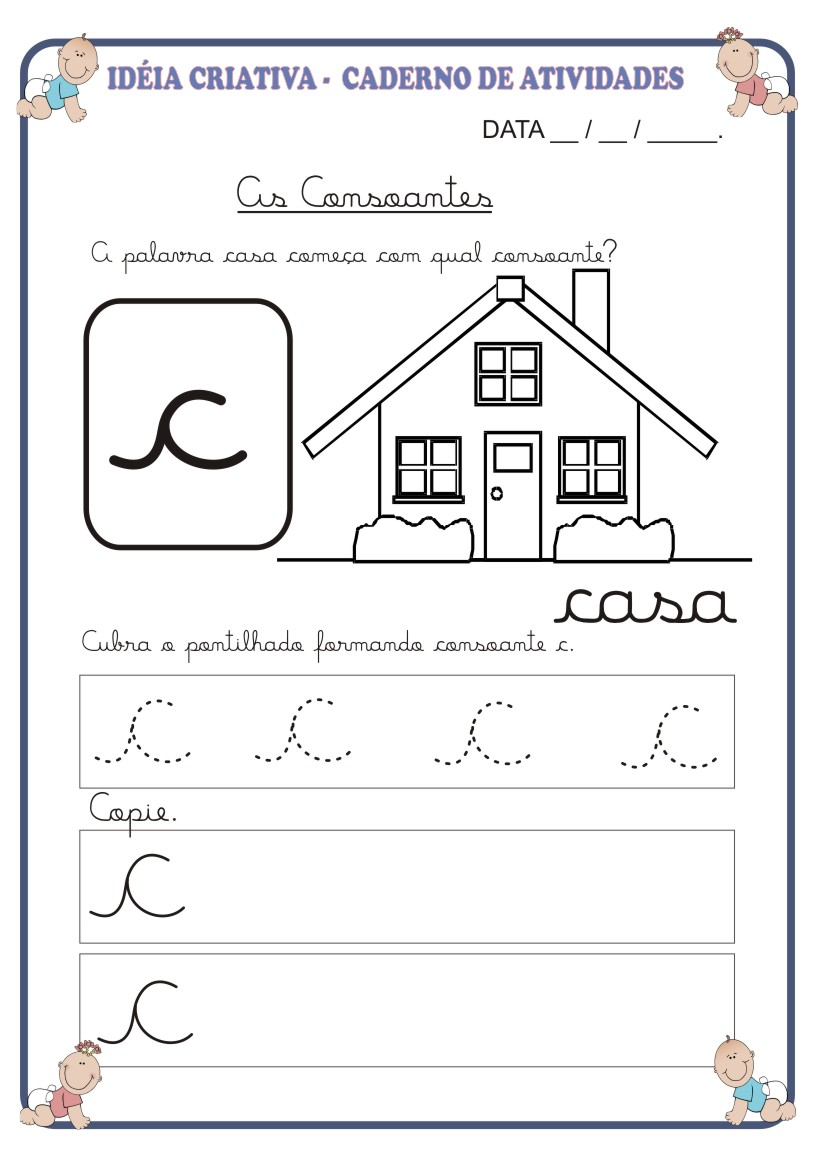 IDÉIA CRIATIVA - CADERNO DE ATIVIDADES
DATA __ / __ / _____.
As Consoantes
A palavra casa começa com qual consoante?
c
casa
Cubra o pontilhado formando consoante c.
c c c c
Copie.
c
c